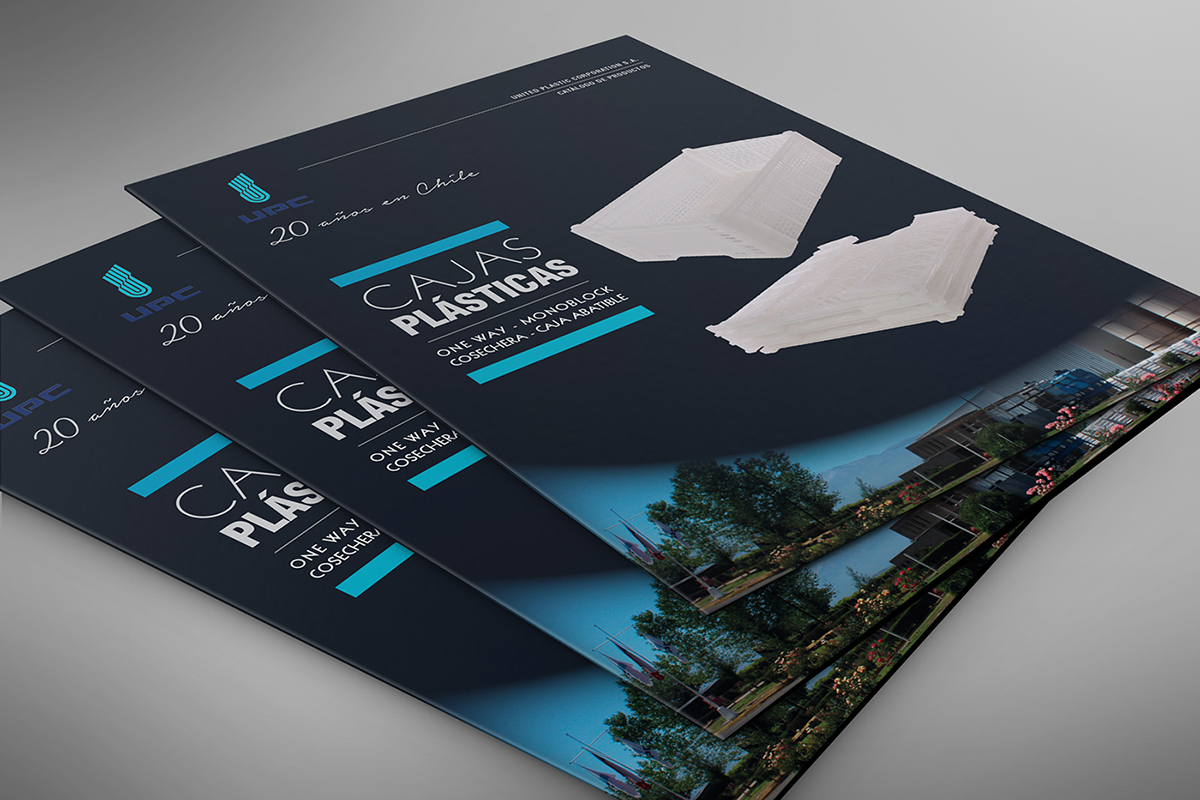 UNITED PLASTIC CORPORATION S.A.
CATÁLOGO DE PRODUCTOS
UPC
20 años en Chile
CAJAS
PLÁSTICAS
ONE WAY - MONOBLOCK
COSECHERA - CAJA ABATIBLE
UPC
20 años
CA
PLÁS
ONE WAY
COSECHERA
UPC
20 años
CA
PLÁS
ONE WAY
COSECHERA